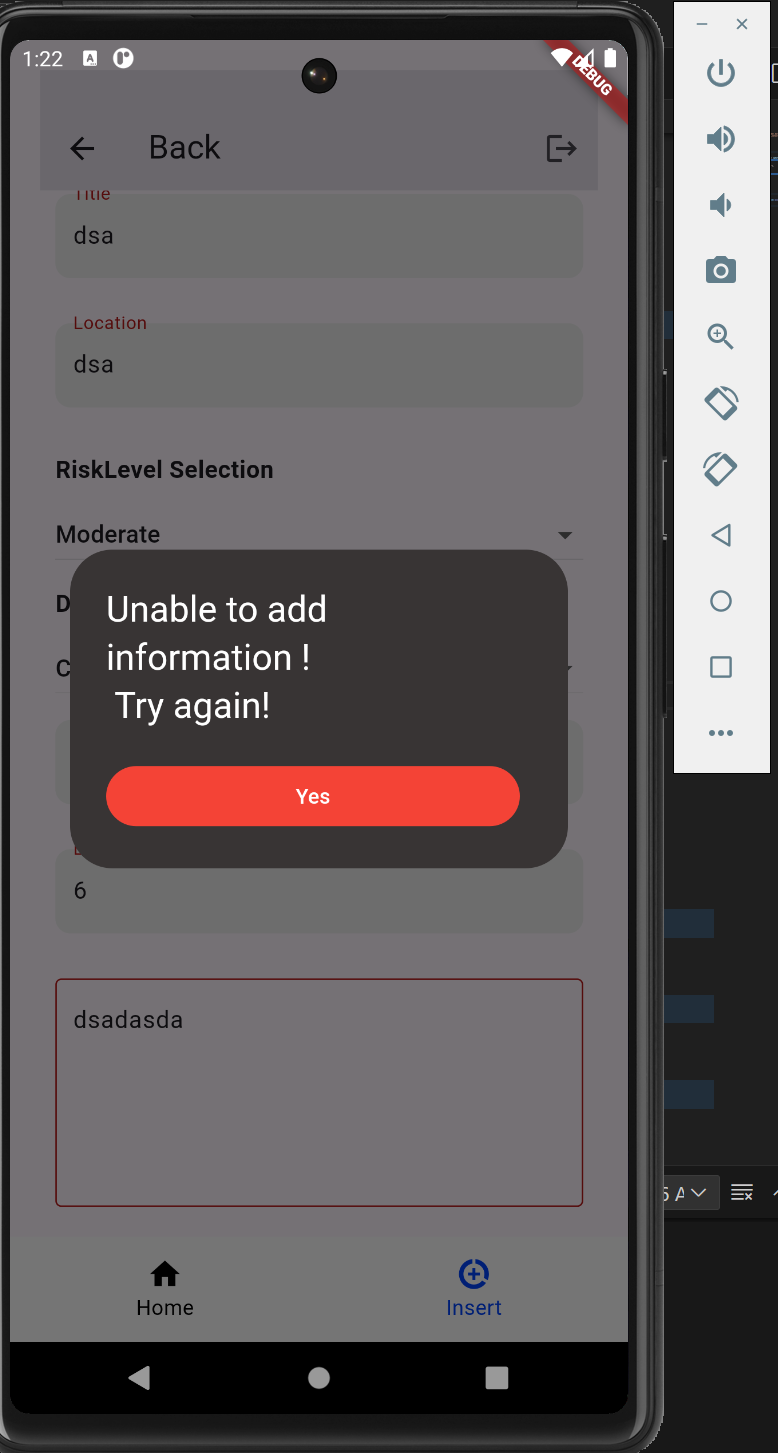 1:22
DEBUG
Back
Title
dsa
Location
dsa
RiskLevel Selection
Moderate
D
C
Unable to add
information !
Try again!
Yes
6
dsadasda
Home
Insert
5 A